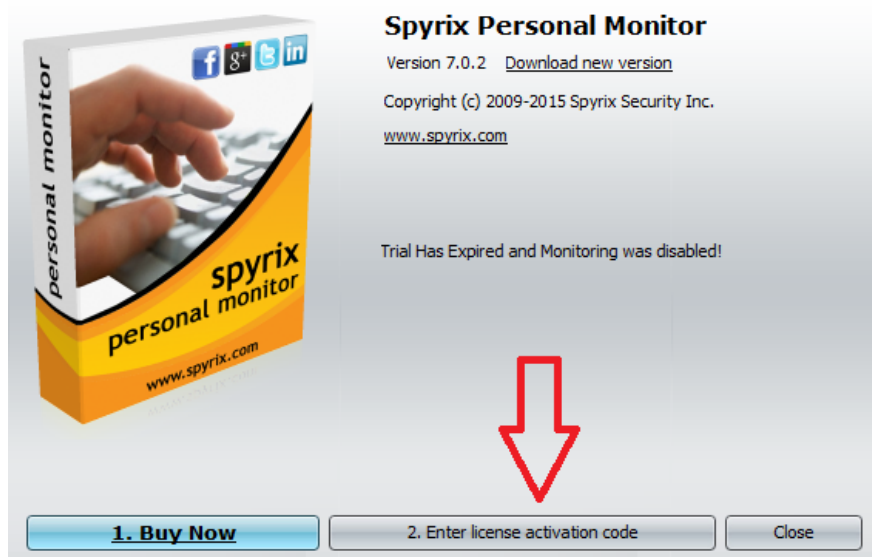 Spyrix Personal Monitor
Version 7.0.2 Download new version
Copyright (c) 2009-2015 Spyrix Security Inc.
www.spyrix.com
Trial Has Expired and Monitoring was disabled!
personal monitor
f g+ t in
spyrix
personal monitor
www.spyrix.com
1. Buy Now
2. Enter license activation code
Close